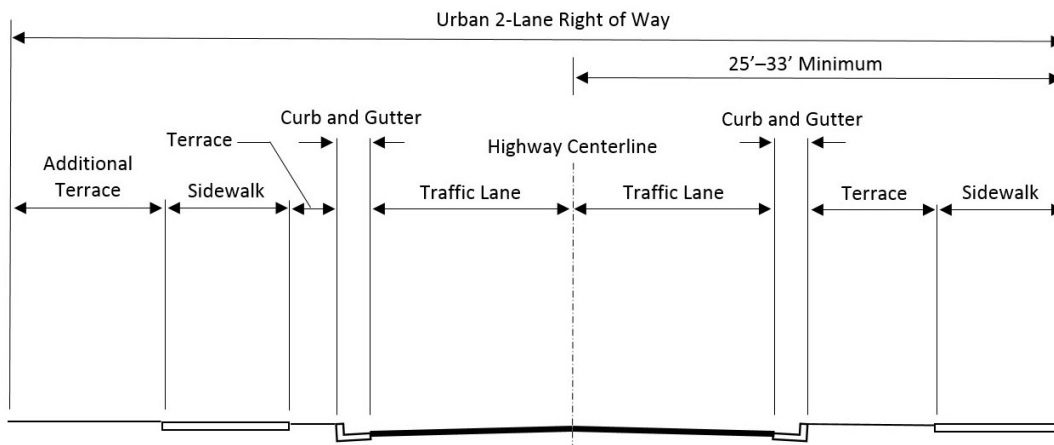 Urban 2-Lane Right of Way
25’–33’ Minimum
Curb and Gutter
Curb and Gutter
Terrace
Highway Centerline
Additional
Terrace
Sidewalk
Traffic Lane
Traffic Lane
Terrace
Sidewalk